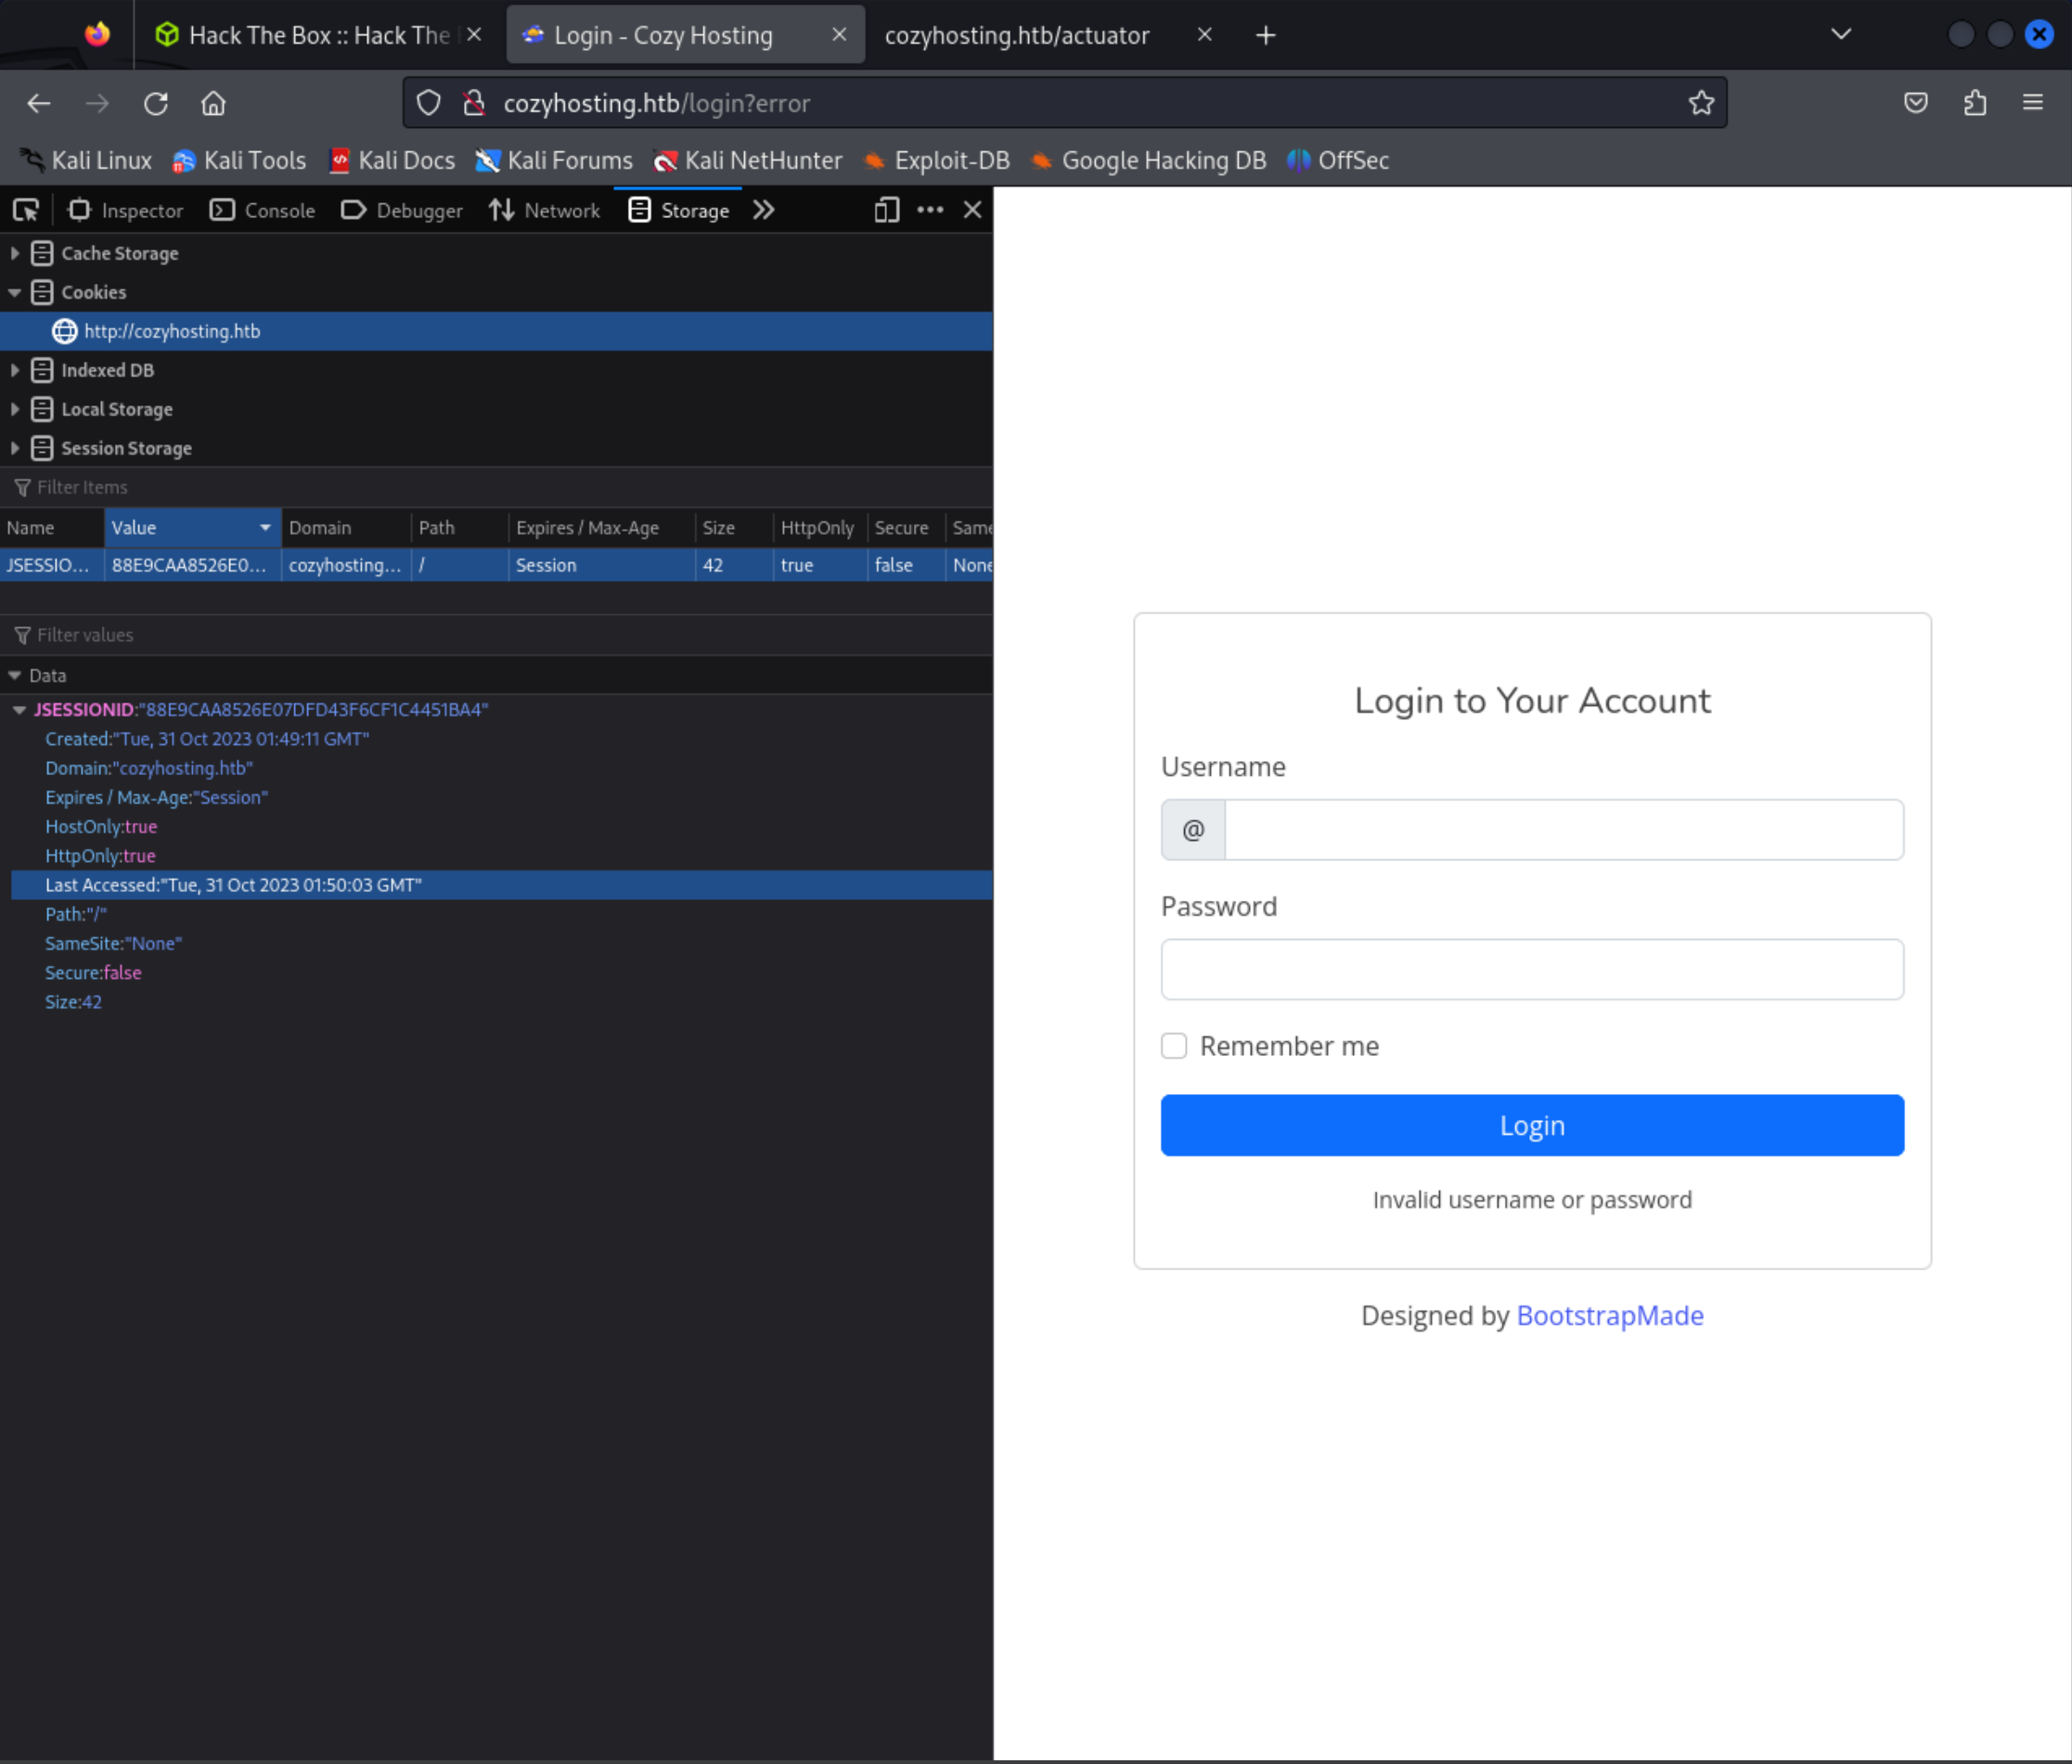 Hack The Box :: Hack The
Login - Cozy Hosting
cozyhosting.htb/actuator
cozyhosting.htb/login?error
Kali Linux Kali Tools Kali Docs Kali Forums Kali NetHunter Exploit-DB Google Hacking DB OffSec
Inspector Console Debugger Network Storage
Cache Storage
Cookies
http://cozyhosting.htb
Indexed DB
Local Storage
Session Storage
Filter Items
Name Value Domain Path Expires / Max-Age Size HttpOnly Secure Same
JSESSIO... 88E9CAA8526E0... cozyhosting... / Session 42 true false None
Filter values
Data
JSESSIONID:"88E9CAA8526E07DFD43F6CF1C4451BA4"
Created:"Tue, 31 Oct 2023 01:49:11 GMT"
Domain:"cozyhosting.htb"
Expires / Max-Age:"Session"
HostOnly:true
HttpOnly:true
Last Accessed:"Tue, 31 Oct 2023 01:50:03 GMT"
Path:"/"
SameSite:"None"
Secure:false
Size:42
Login to Your Account
Username
@
Password
Remember me
Login
Invalid username or password
Designed by BootstrapMade